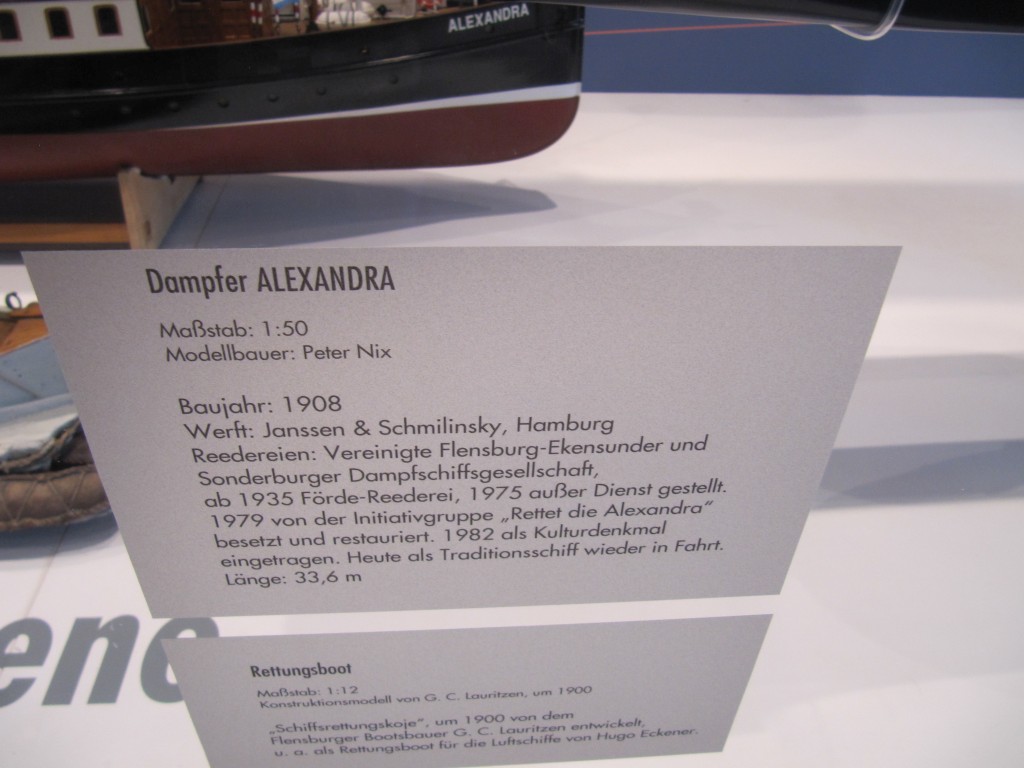 ALEXANDRA
Dampfer ALEXANDRA
Maßstab: 1:50
Modellbauer: Peter Nix
Baujahr: 1908
Werft: Janssen & Schmilinsky, Hamburg
Reedereien: Vereinigte Flensburg-Ekensunder und
Sonderburger Dampfschiffsgesellschaft,
ab 1935 Förde-Reederei, 1975 außer Dienst gestellt.
1979 von der Initiativgruppe „Rettet die Alexandra“
besetzt und restauriert. 1982 als Kulturdenkmal
eingetragen. Heute als Traditionsschiff wieder in Fahrt.
Länge: 33,6 m
ene
Rettungsboot
Maßstab: 1:12
Konstruktionsmodell von G. C. Lauritzen, um 1900
„Schiffsrettungskoje“, um 1900 von dem
Flensburger Bootsbauer G. C. Lauritzen entwickelt,
u. a. als Rettungsboot für die Luftschiffe von Hugo Eckener.